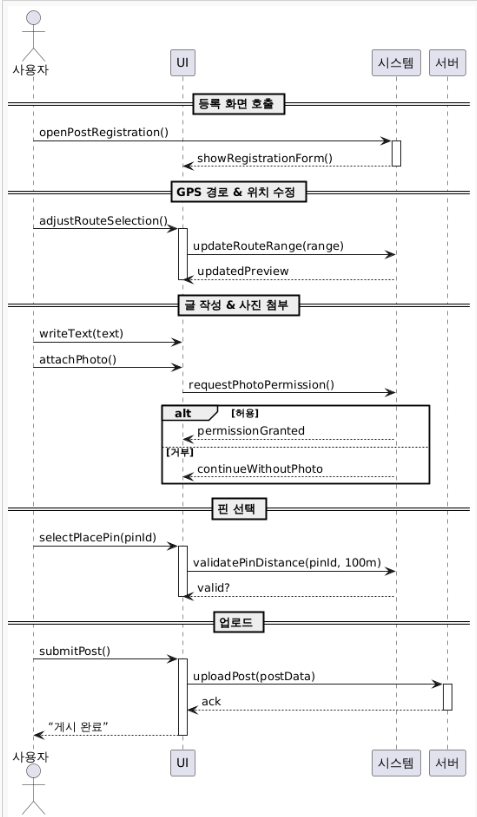 사용자
UI
시스템
서버
등록 화면 호출
openPostRegistration()
showRegistrationForm()
GPS 경로 & 위치 수정
adjustRouteSelection()
updateRouteRange(range)
updatedPreview
글 작성 & 사진 첨부
writeText(text)
attachPhoto()
requestPhotoPermission()
alt [허용]
permissionGranted
[거부]
continueWithoutPhoto
핀 선택
selectPlacePin(pinId)
validatePinDistance(pinId, 100m)
valid?
업로드
submitPost()
uploadPost(postData)
ack
“게시 완료”
사용자
UI
시스템
서버